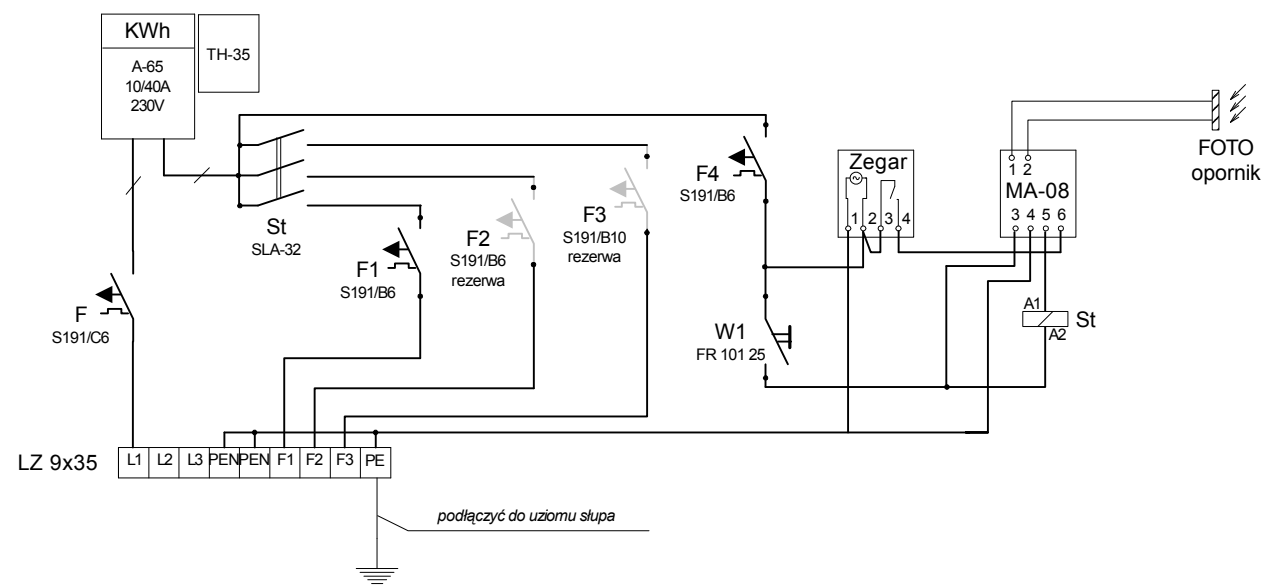 KWh
A-65
10/40A
230V
TH-35
St
SLA-32
F
S191/C6
F1
S191/B6
F2
S191/B6
rezerwa
F3
S191/B10
rezerwa
F4
S191/B6
W1
FR 101 25
Zegar
1 2 3 4
1 2
MA-08
3 4 5 6
FOTO
opornik
A1
St
A2
LZ 9x35
L1 L2 L3 PEN PEN F1 F2 F3 PE
podłączyć do uziomu słupa